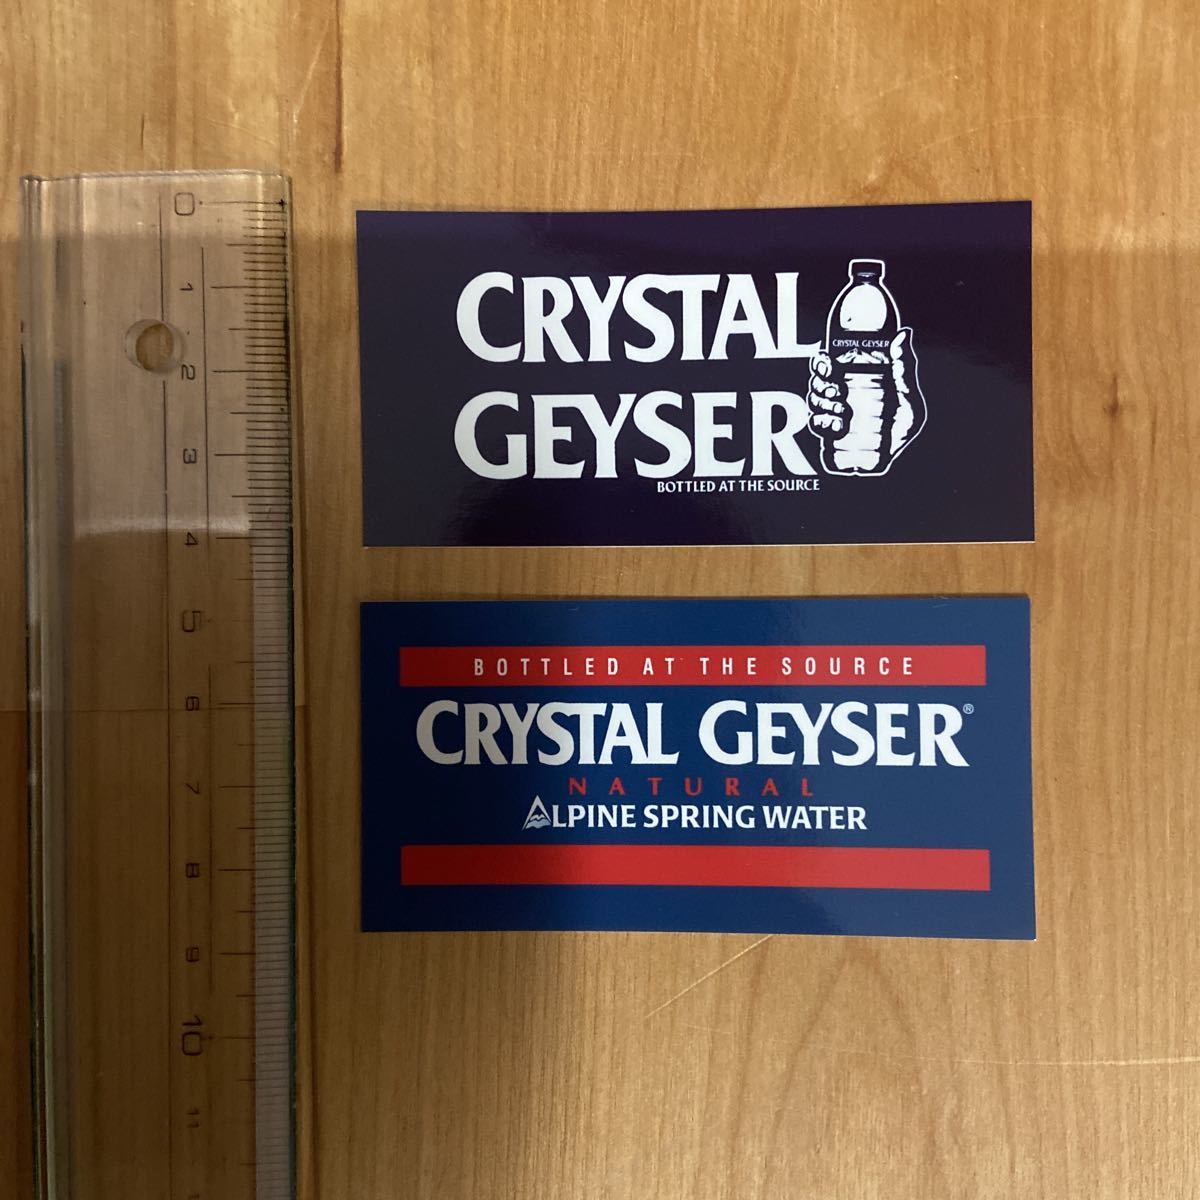 0
1
2
3
4
5
6
7
8
9
10
11
CRYSTAL
GEYSER
CRYSTAL GEYSER
BOTTLED AT THE SOURCE
BOTTLED AT THE SOURCE
CRYSTAL GEYSER®
NATURAL
ALPINE SPRING WATER